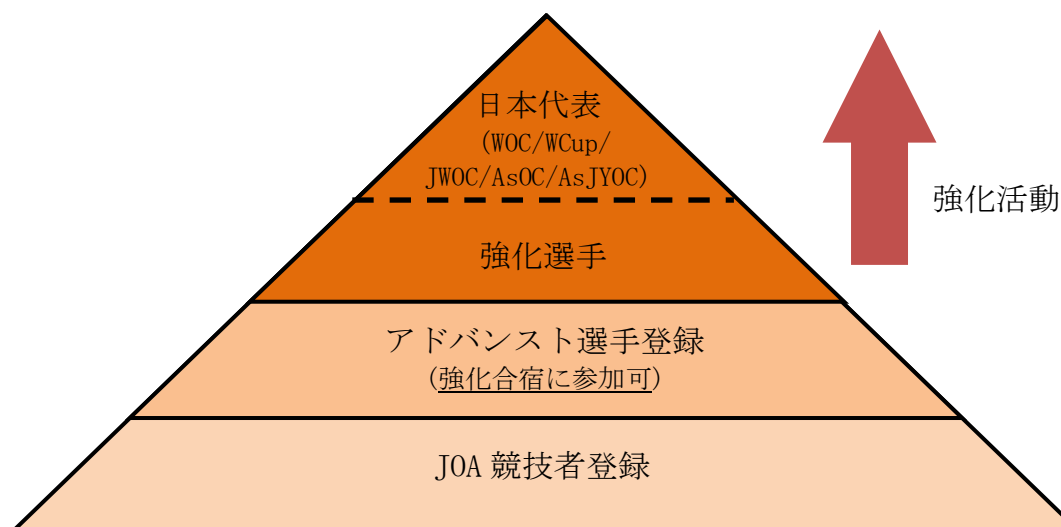 日本代表
(WOC/WCup/
JWOC/AsOC/AsJYOC)
強化活動
強化選手
アドバンスト選手登録
(強化合宿に参加可)
JOA 競技者登録